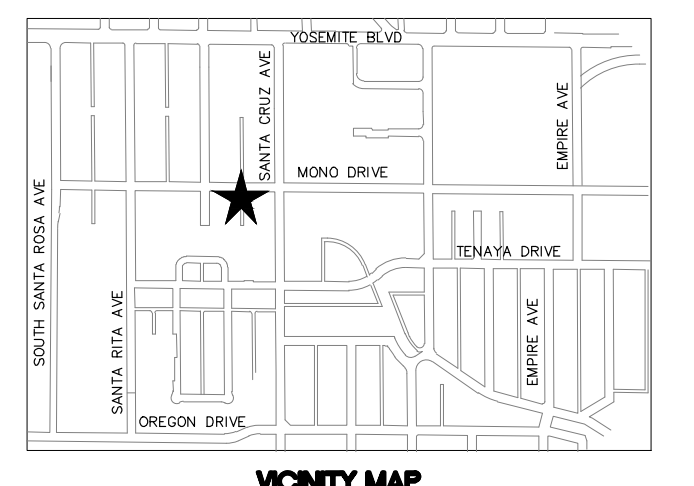 YOSEMITE BLVD
SANTA CRUZ AVE
EMPIRE AVE
MONO DRIVE
SOUTH SANTA ROSA AVE
TENAYA DRIVE
SANTA RITA AVE
EMPIRE AVE
OREGON DRIVE
VICINITY MAP